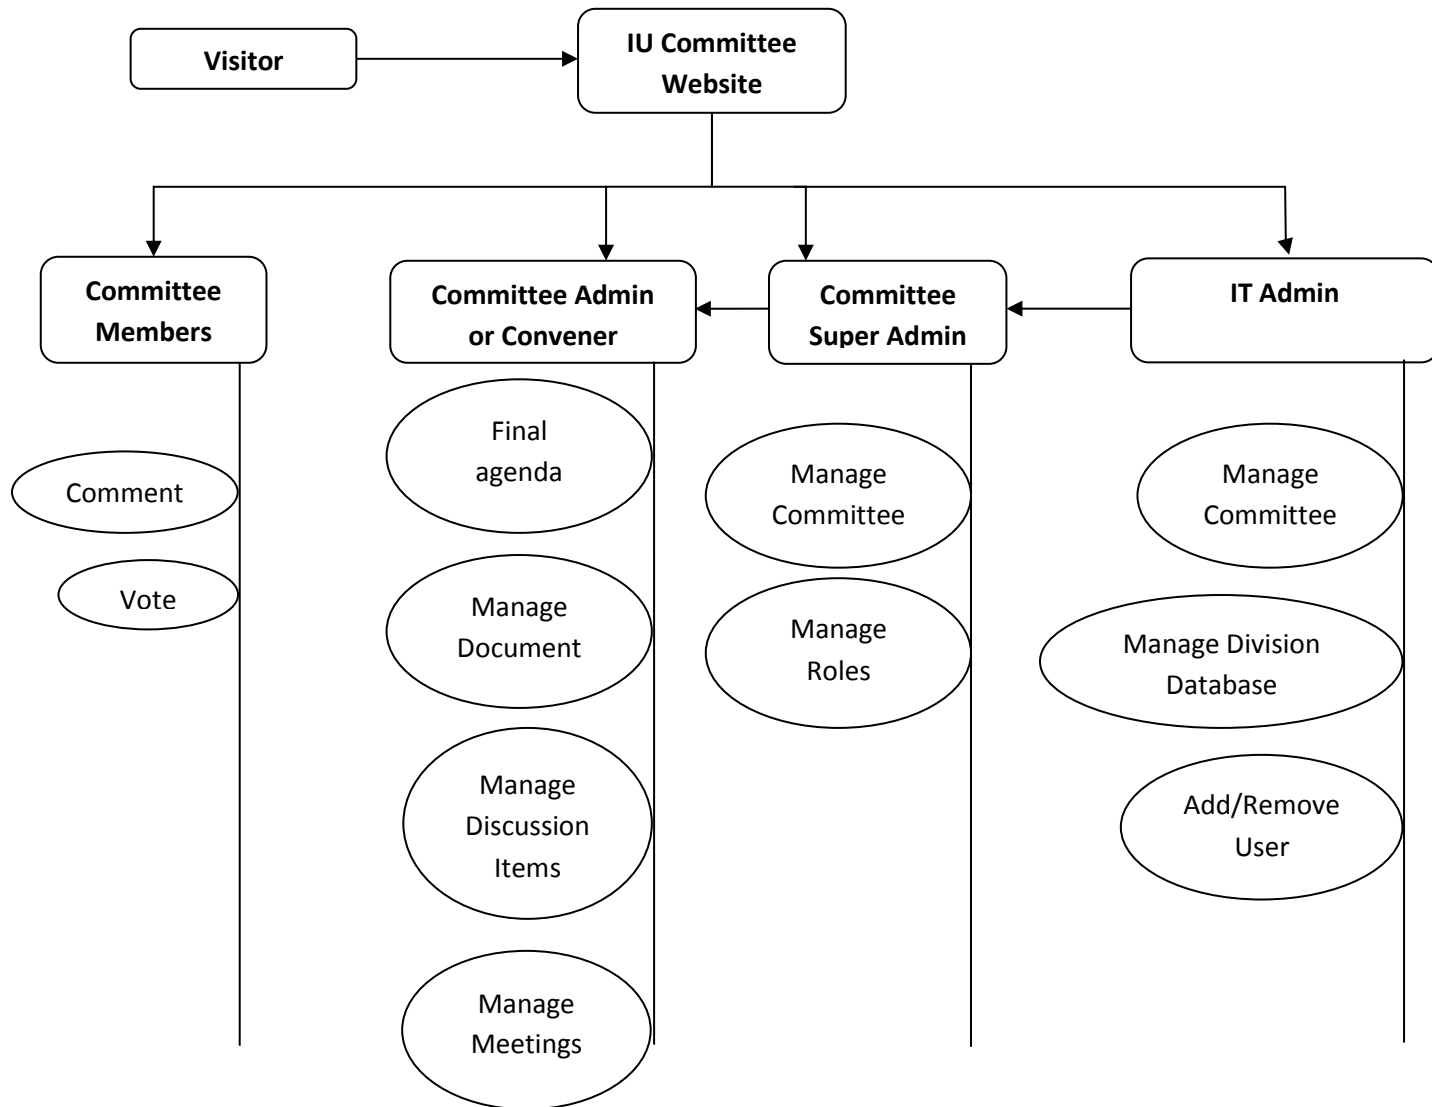 Visitor
IU Committee
Website
Committee
Members
Committee Admin
or Convener
Committee
Super Admin
IT Admin
Comment
Vote
Final
agenda
Manage
Document
Manage
Discussion
Items
Manage
Meetings
Manage
Committee
Manage
Roles
Manage
Committee
Manage Division
Database
Add/Remove
User